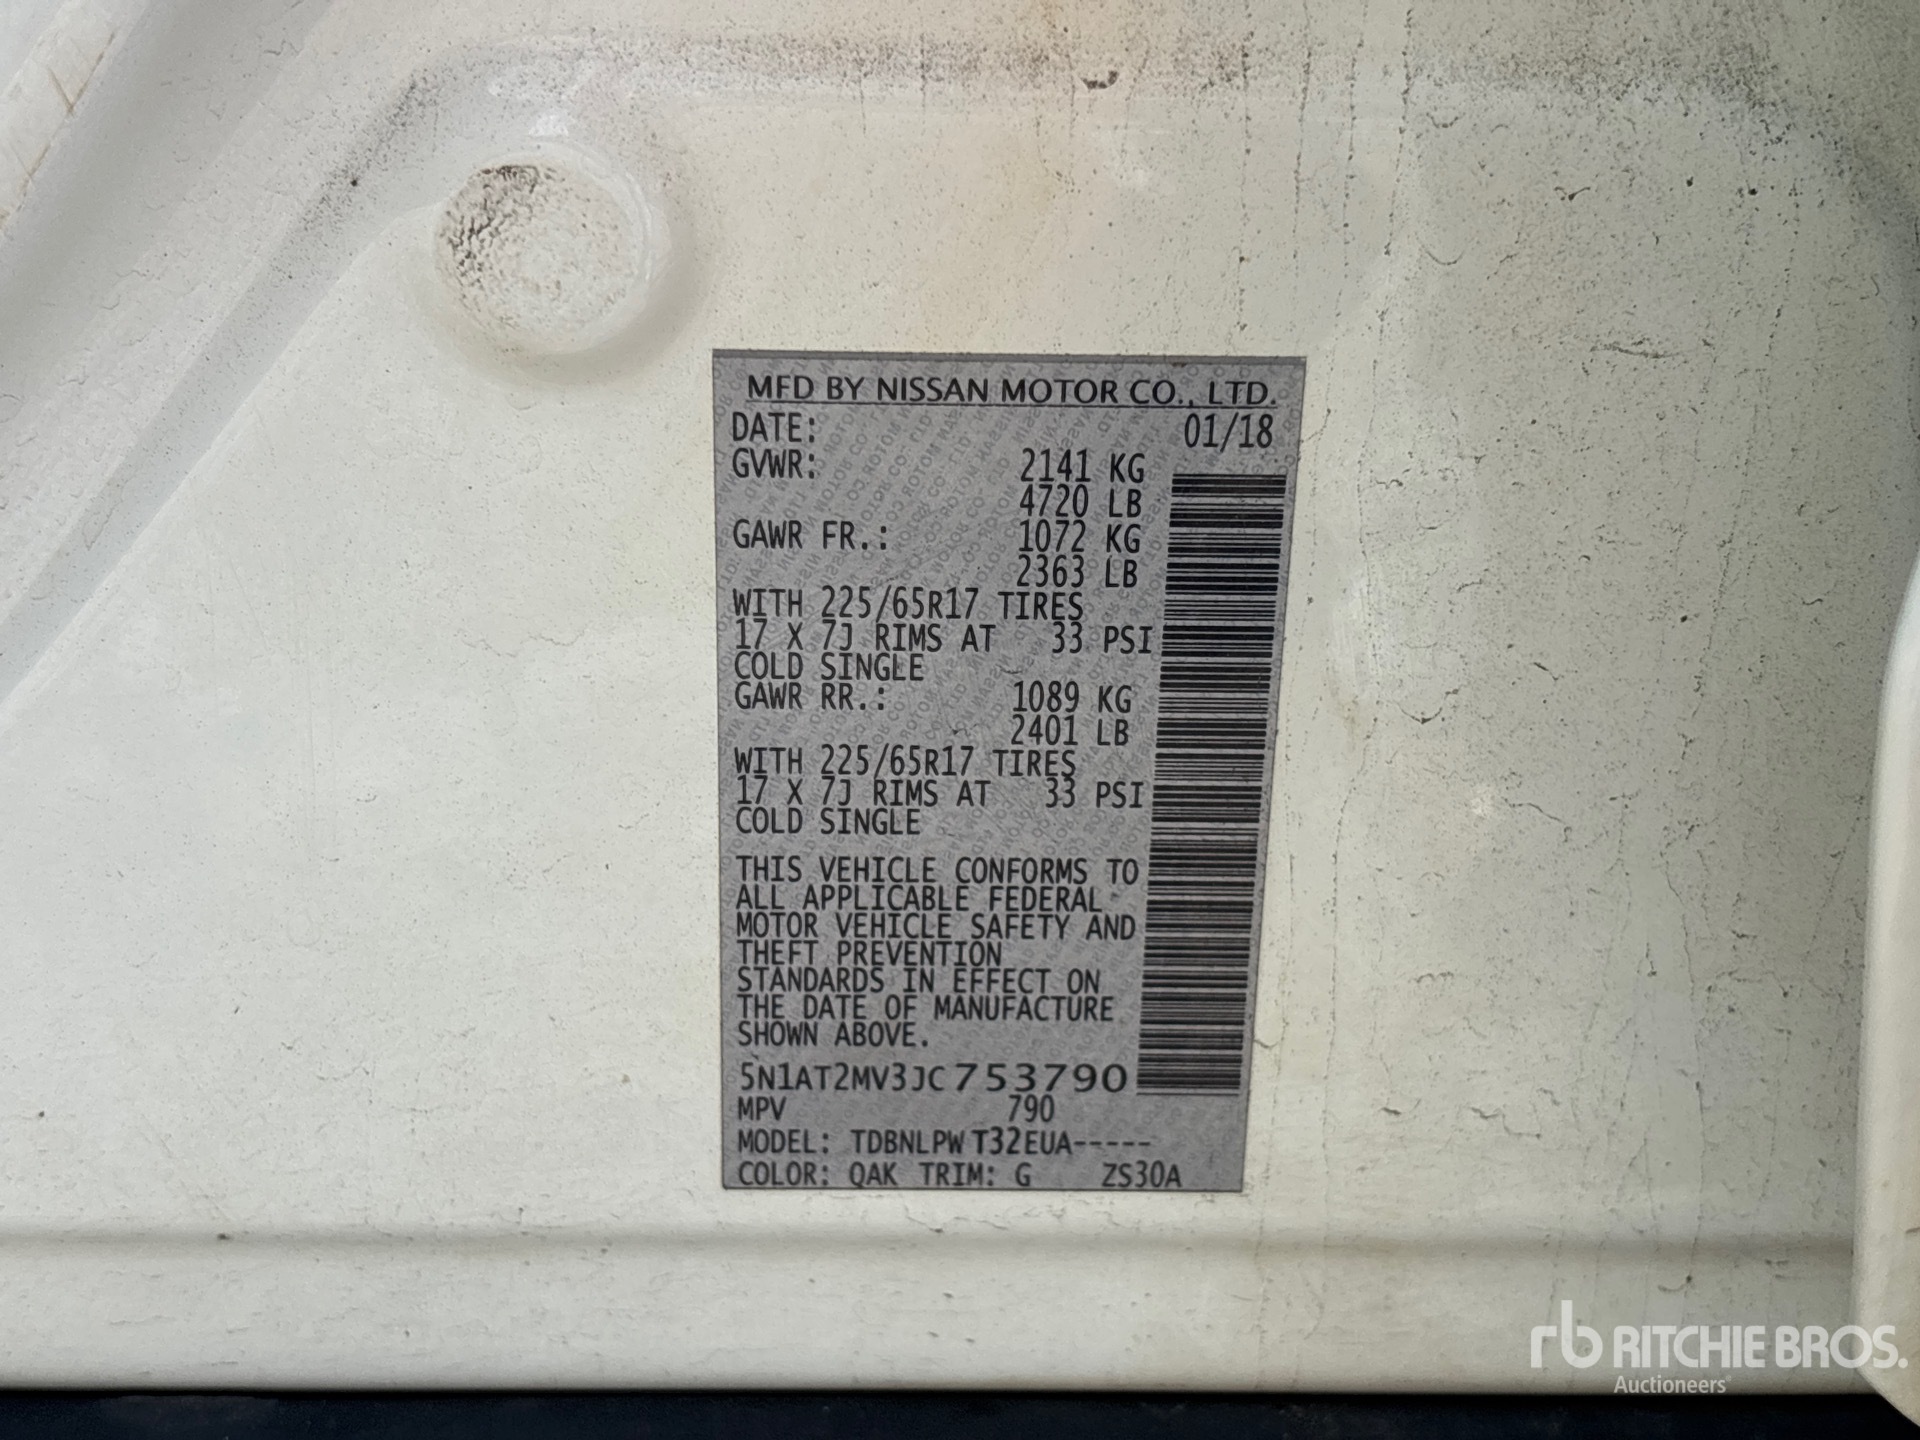 MFD BY NISSAN MOTOR CO., LTD.
DATE: 01/18
GVWR: 2141 KG
4720 LB
GAWR FR.: 1072 KG
2363 LB
WITH 225/65R17 TIRES
17 X 7J RIMS AT 33 PSI
COLD SINGLE
GAWR RR.: 1089 KG
2401 LB
WITH 225/65R17 TIRES
17 X 7J RIMS AT 33 PSI
COLD SINGLE
THIS VEHICLE CONFORMS TO
ALL APPLICABLE FEDERAL
MOTOR VEHICLE SAFETY AND
THEFT PREVENTION
STANDARDS IN EFFECT ON
THE DATE OF MANUFACTURE
SHOWN ABOVE.
5N1AT2MV3JC753790
MPV 790
MODEL: TDBNLPWT32EUA-----
COLOR: QAK TRIM: G ZS30A
rb RITCHIE BROS.
Auctioneers